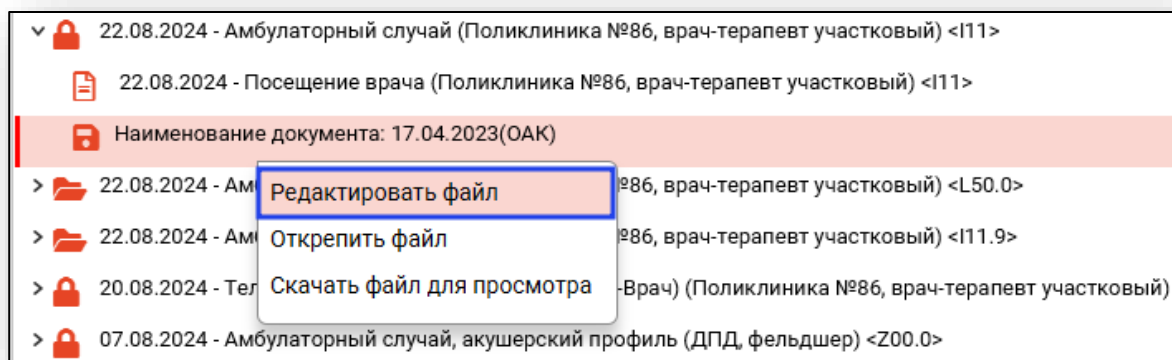 22.08.2024 - Амбулаторный случай (Поликлиника №86, врач-терапевт участковый) <I11>
22.08.2024 - Посещение врача (Поликлиника №86, врач-терапевт участковый) <I11>
Наименование документа: 17.04.2023(ОАК)
22.08.2024 - Ам №86, врач-терапевт участковый) <L50.0>
Редактировать файл
22.08.2024 - Ам №86, врач-терапевт участковый) <I11.9>
Открепить файл
20.08.2024 - Тел -Врач) (Поликлиника №86, врач-терапевт участковый)
Скачать файл для просмотра
07.08.2024 - Амбулаторный случай, акушерский профиль (ДПД, фельдшер) <Z00.0>